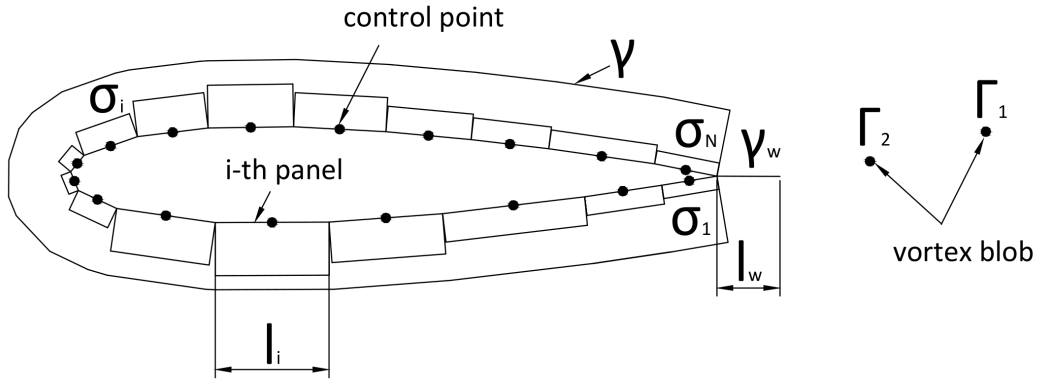 control point
γ
σi
Γ1
Γ2
σN
γw
i-th panel
σ1
lw
vortex blob
li